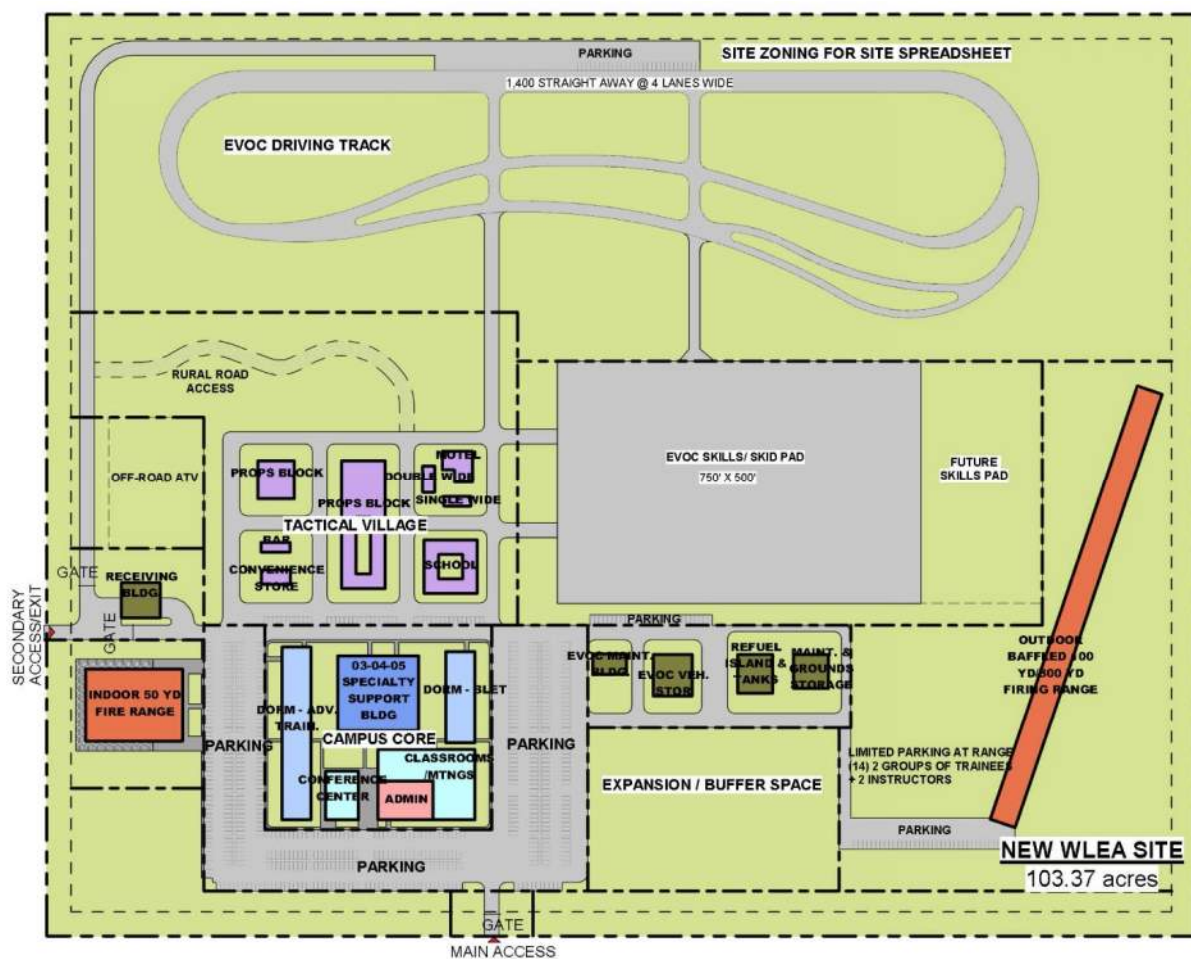 PARKING
SITE ZONING FOR SITE SPREADSHEET
1,400 STRAIGHT AWAY @ 4 LANES WIDE
EVOC DRIVING TRACK
RURAL ROAD
ACCESS
OFF-ROAD ATV
PROPS BLOCK
PROPS BLOCK
MOTEL
DOUBLE WIDE
SINGLE WIDE
TACTICAL VILLAGE
BAR
CONVENIENCE
STORE
SCHOOL
EVOC SKILLS/ SKID PAD
750' X 500'
FUTURE
SKILLS PAD
GATE
RECEIVING
BLDG
GATE
SECONDARY
ACCESS/EXIT
INDOOR 50 YD
FIRE RANGE
PARKING
DORM - ADV.
TRAIN.
03-04-05
SPECIALTY
SUPPORT
BLDG
DORM - BLET
CAMPUS CORE
CONFERENCE
CENTER
CLASSROOMS
/MTNGS
ADMIN
PARKING
PARKING
PARKING
EVOC MAINT.
BLDG
EVOC VEH.
STOR
REFUEL
ISLAND &
TANKS
MAINT. &
GROUNDS
STORAGE
OUTDOOR
BAFFLED
YD
YD
FIRING RANGE
EXPANSION / BUFFER SPACE
LIMITED PARKING AT RANGE
(14) 2 GROUPS OF TRAINEES
+ 2 INSTRUCTORS
PARKING
NEW WLEA SITE
103.37 acres
GATE
MAIN ACCESS